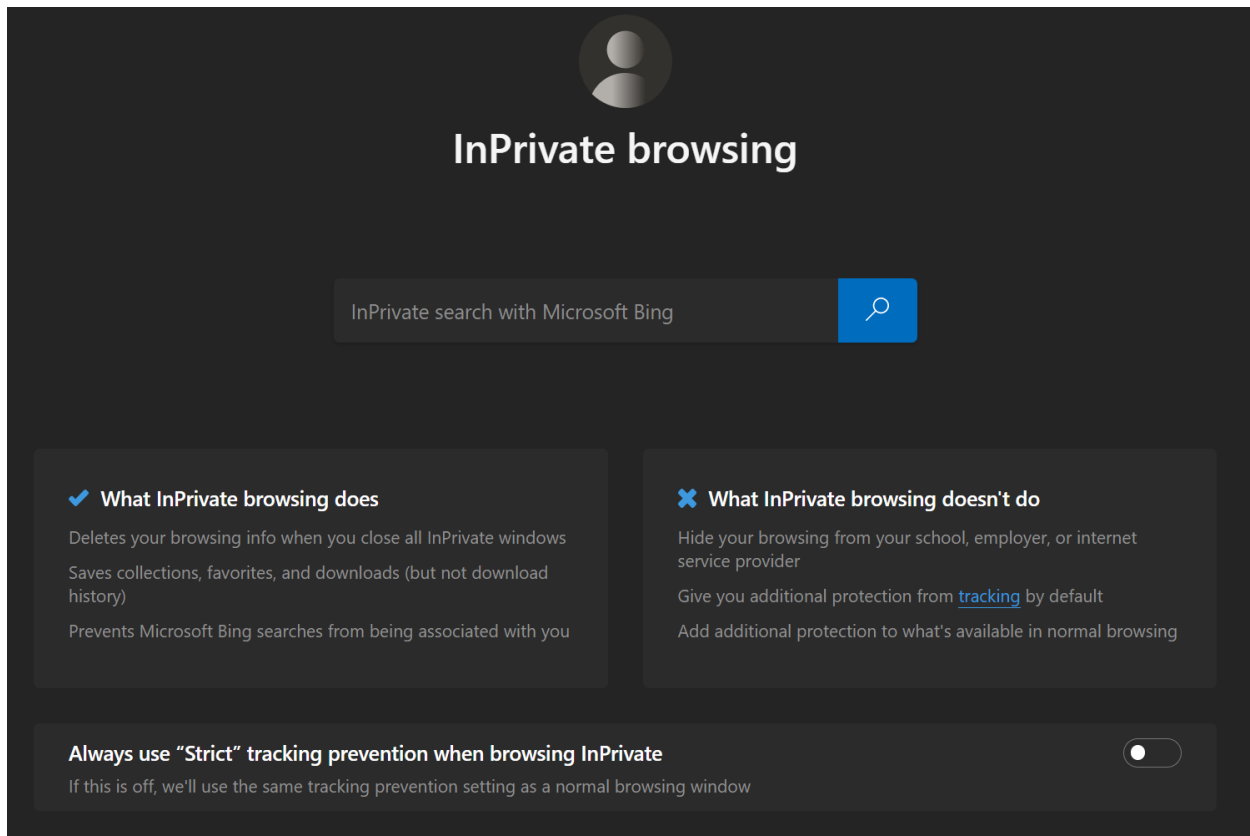 InPrivate browsing
InPrivate search with Microsoft Bing
What InPrivate browsing does
Deletes your browsing info when you close all InPrivate windows
Saves collections, favorites, and downloads (but not download
history)
Prevents Microsoft Bing searches from being associated with you
What InPrivate browsing doesn't do
Hide your browsing from your school, employer, or internet
service provider
Give you additional protection from tracking by default
Add additional protection to what's available in normal browsing
Always use “Strict” tracking prevention when browsing InPrivate
If this is off, we'll use the same tracking prevention setting as a normal browsing window